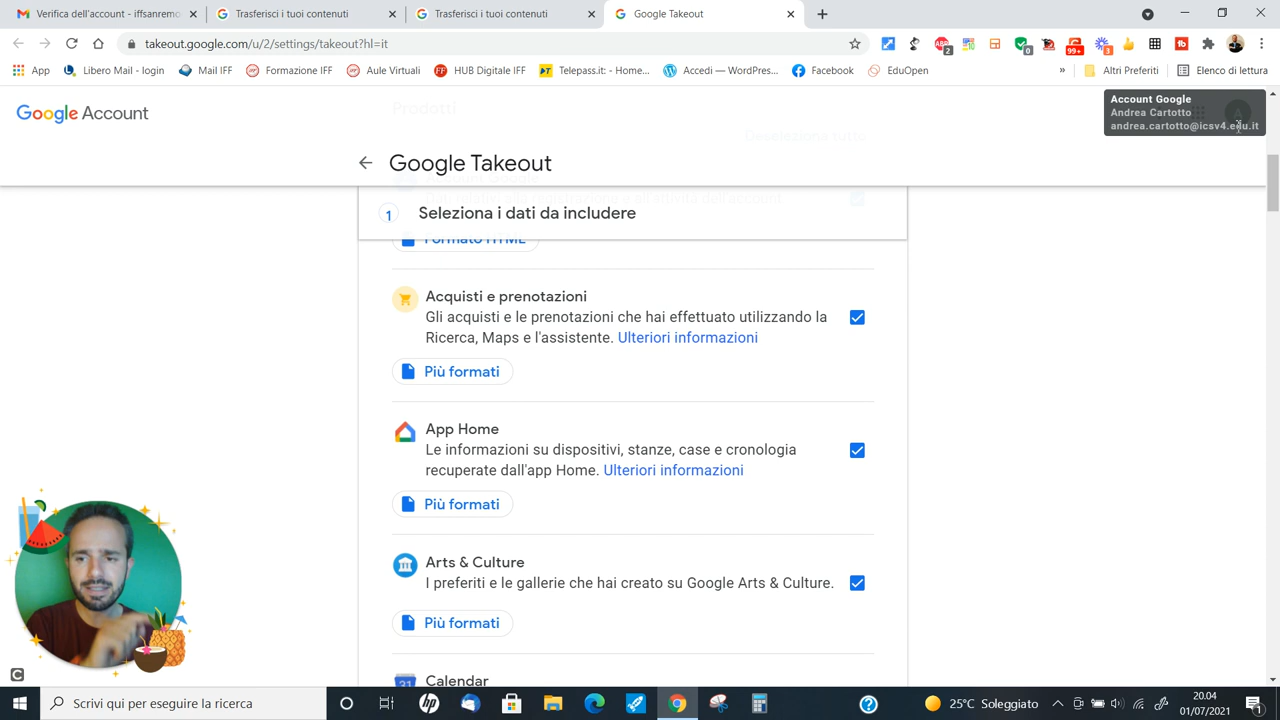 Verifica dell'account - iffsanremo
Trasferisci i tuoi contenuti
Trasferisci i tuoi contenuti
Google Takeout
takeout.google.com/u/2/settings/takeout?hl=it
App
Libero Mail - login
Mail IFF
Formazione IFF
Aule Virtuali
HUB Digitale IFF
Telepass.it: - Home...
Accedi — WordPres...
Facebook
EduOpen
»
Altri Preferiti
Elenco di lettura
Google Account
Account Google
Andrea Cartotto
andrea.cartotto@icsv4.edu.it
Prodotti
Deseleziona tutto
Google Takeout
1 Seleziona i dati da includere
Formato HTML
Acquisti e prenotazioni
Gli acquisti e le prenotazioni che hai effettuato utilizzando la
Ricerca, Maps e l'assistente. Ulteriori informazioni
Più formati
App Home
Le informazioni su dispositivi, stanze, case e cronologia
recuperate dall'app Home. Ulteriori informazioni
Più formati
Arts & Culture
I preferiti e le gallerie che hai creato su Google Arts & Culture.
Più formati
31 Calendar
Scrivi qui per eseguire la ricerca
25°C Soleggiato
20.04
01/07/2021